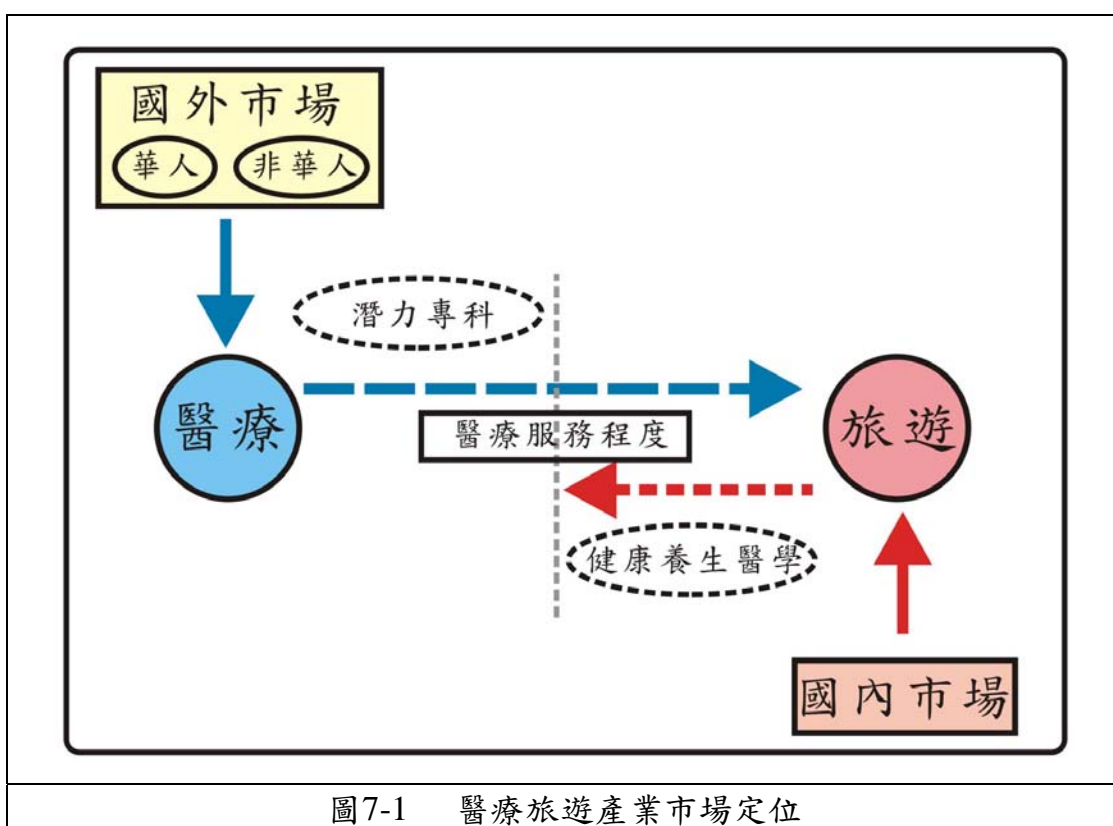 國外市場
華人 非華人
潛力專科
醫療
旅遊
醫療服務程度
健康養生醫學
國內市場
圖7-1 醫療旅遊產業市場定位